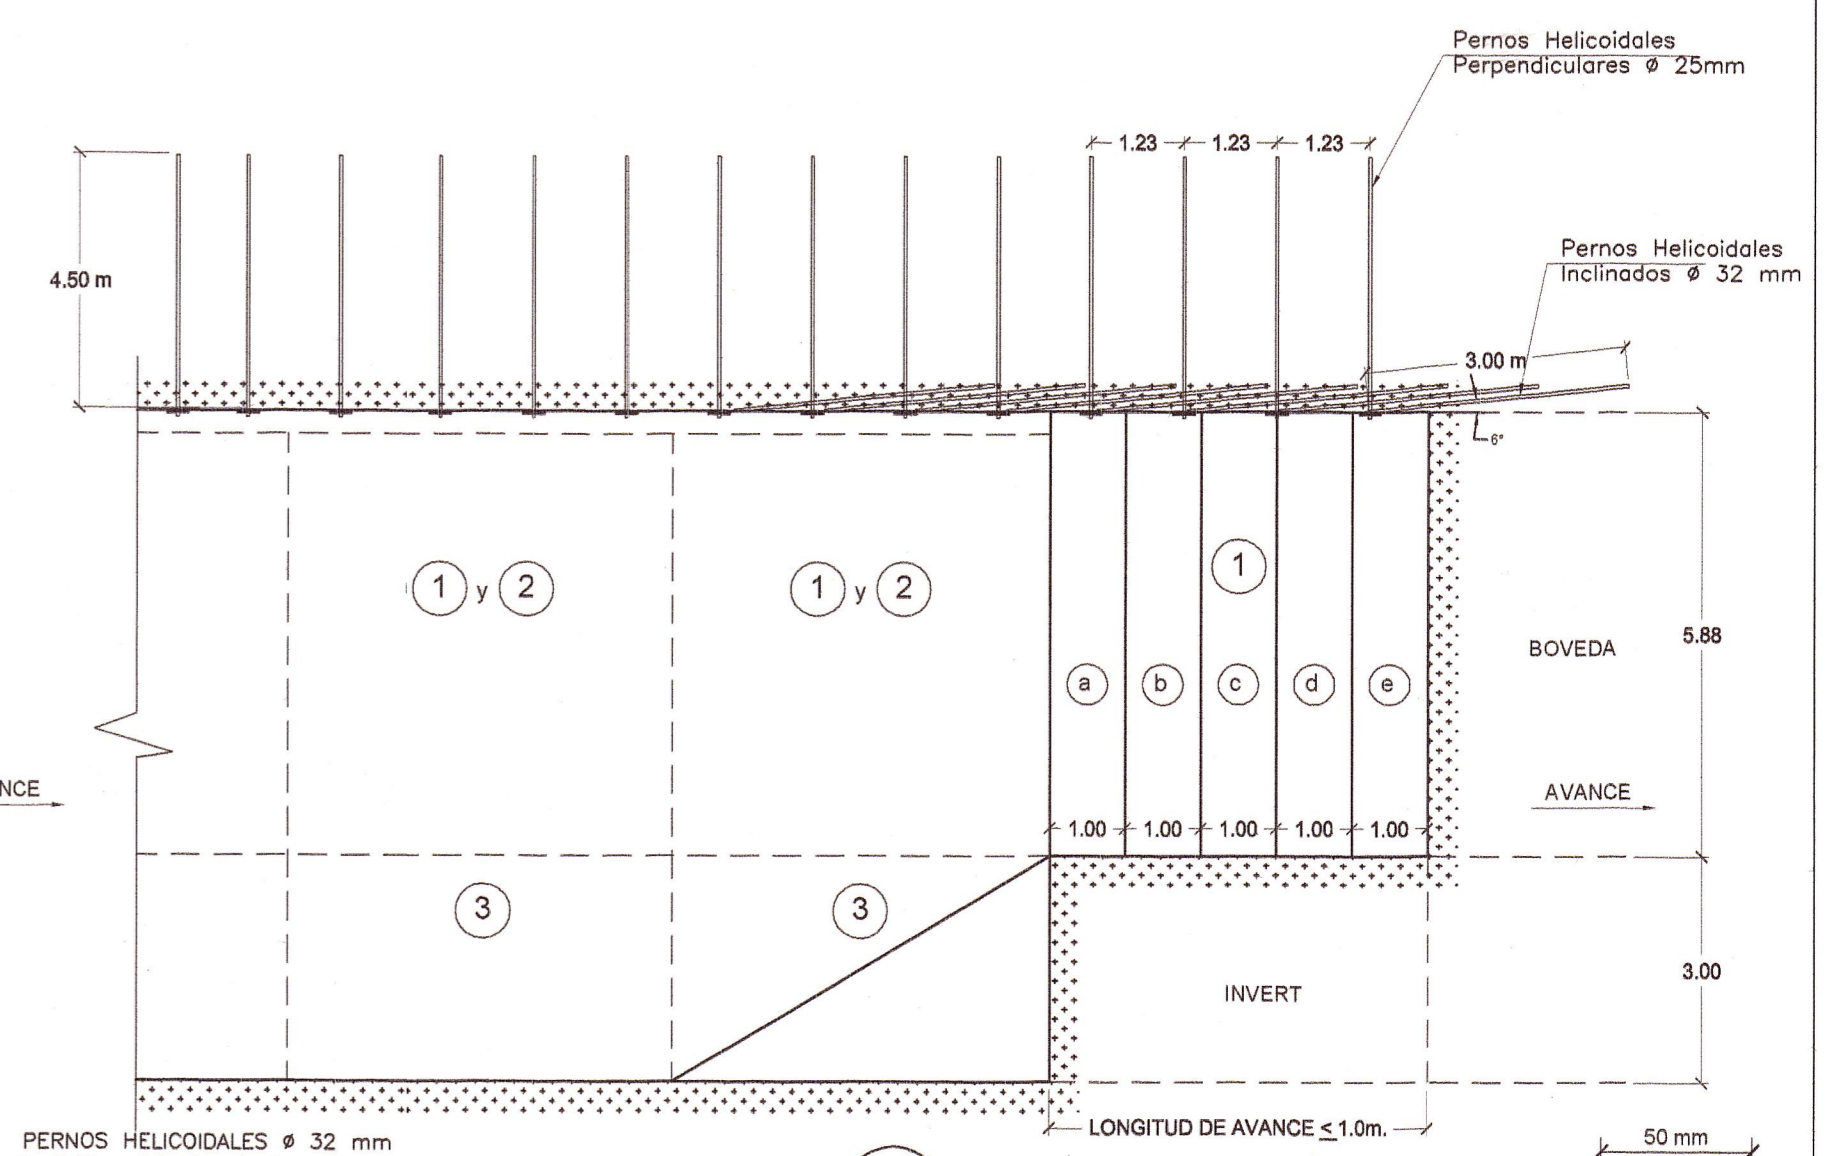 Pernos Helicoidales
Perpendiculares ø 25mm
1.23 1.23 1.23
4.50 m
Pernos Helicoidales
Inclinados ø 32 mm
3.00 m
6°
1 y 2
1 y 2
1
5.88
BOVEDA
a b c d e
NCE
AVANCE
1.00 1.00 1.00 1.00 1.00
3
3
3.00
INVERT
LONGITUD DE AVANCE ≤ 1.0m.
PERNOS HELICOIDALES ø 32 mm
50 mm